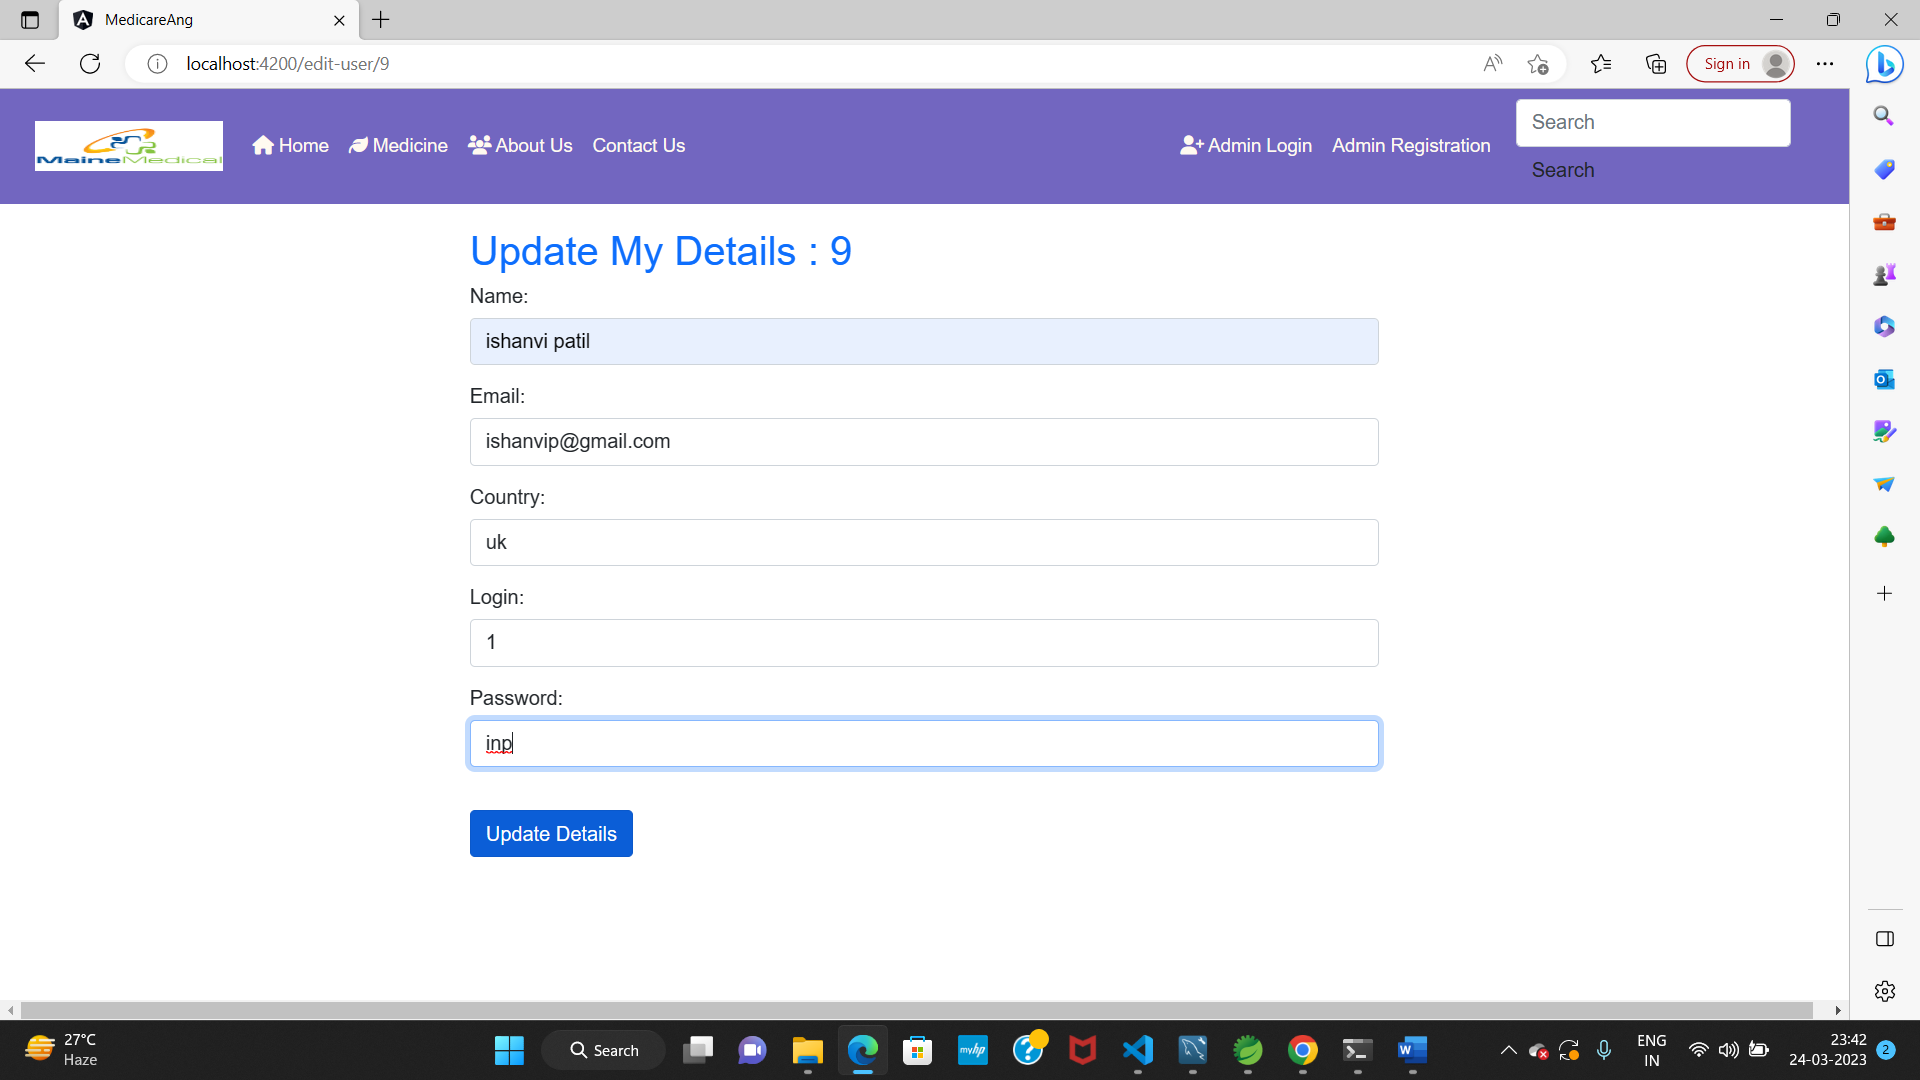 MedicareAng
localhost:4200/edit-user/9
Sign in
MaineMedical
Home
Medicine
About Us
Contact Us
Admin Login
Admin Registration
Search
Search
Update My Details : 9
Name:
ishanvi patil
Email:
ishanvip@gmail.com
Country:
uk
Login:
1
Password:
inp
Update Details
27°C
Haze
Search
myhp
ENG
IN
23:42
24-03-2023
2